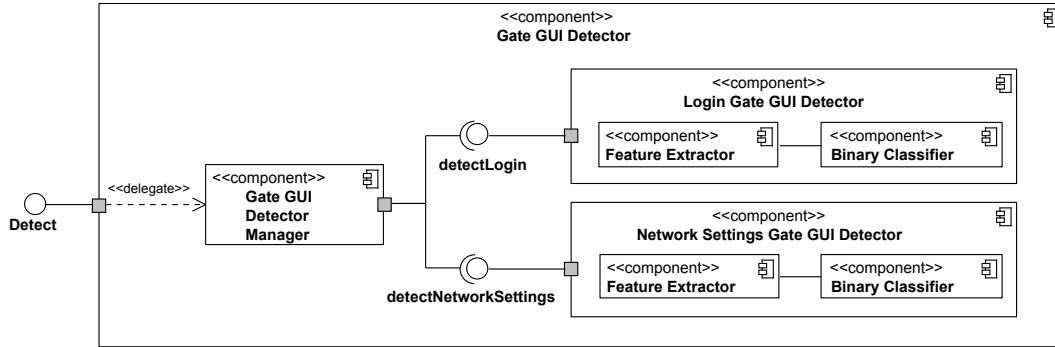 <<component>>
Gate GUI Detector
<<component>>
Login Gate GUI Detector
<<component>>
Feature Extractor
<<component>>
Binary Classifier
detectLogin
<<delegate>>
<<component>>
Gate GUI
Detector
Manager
Detect
<<component>>
Network Settings Gate GUI Detector
<<component>>
Feature Extractor
<<component>>
Binary Classifier
detectNetworkSettings